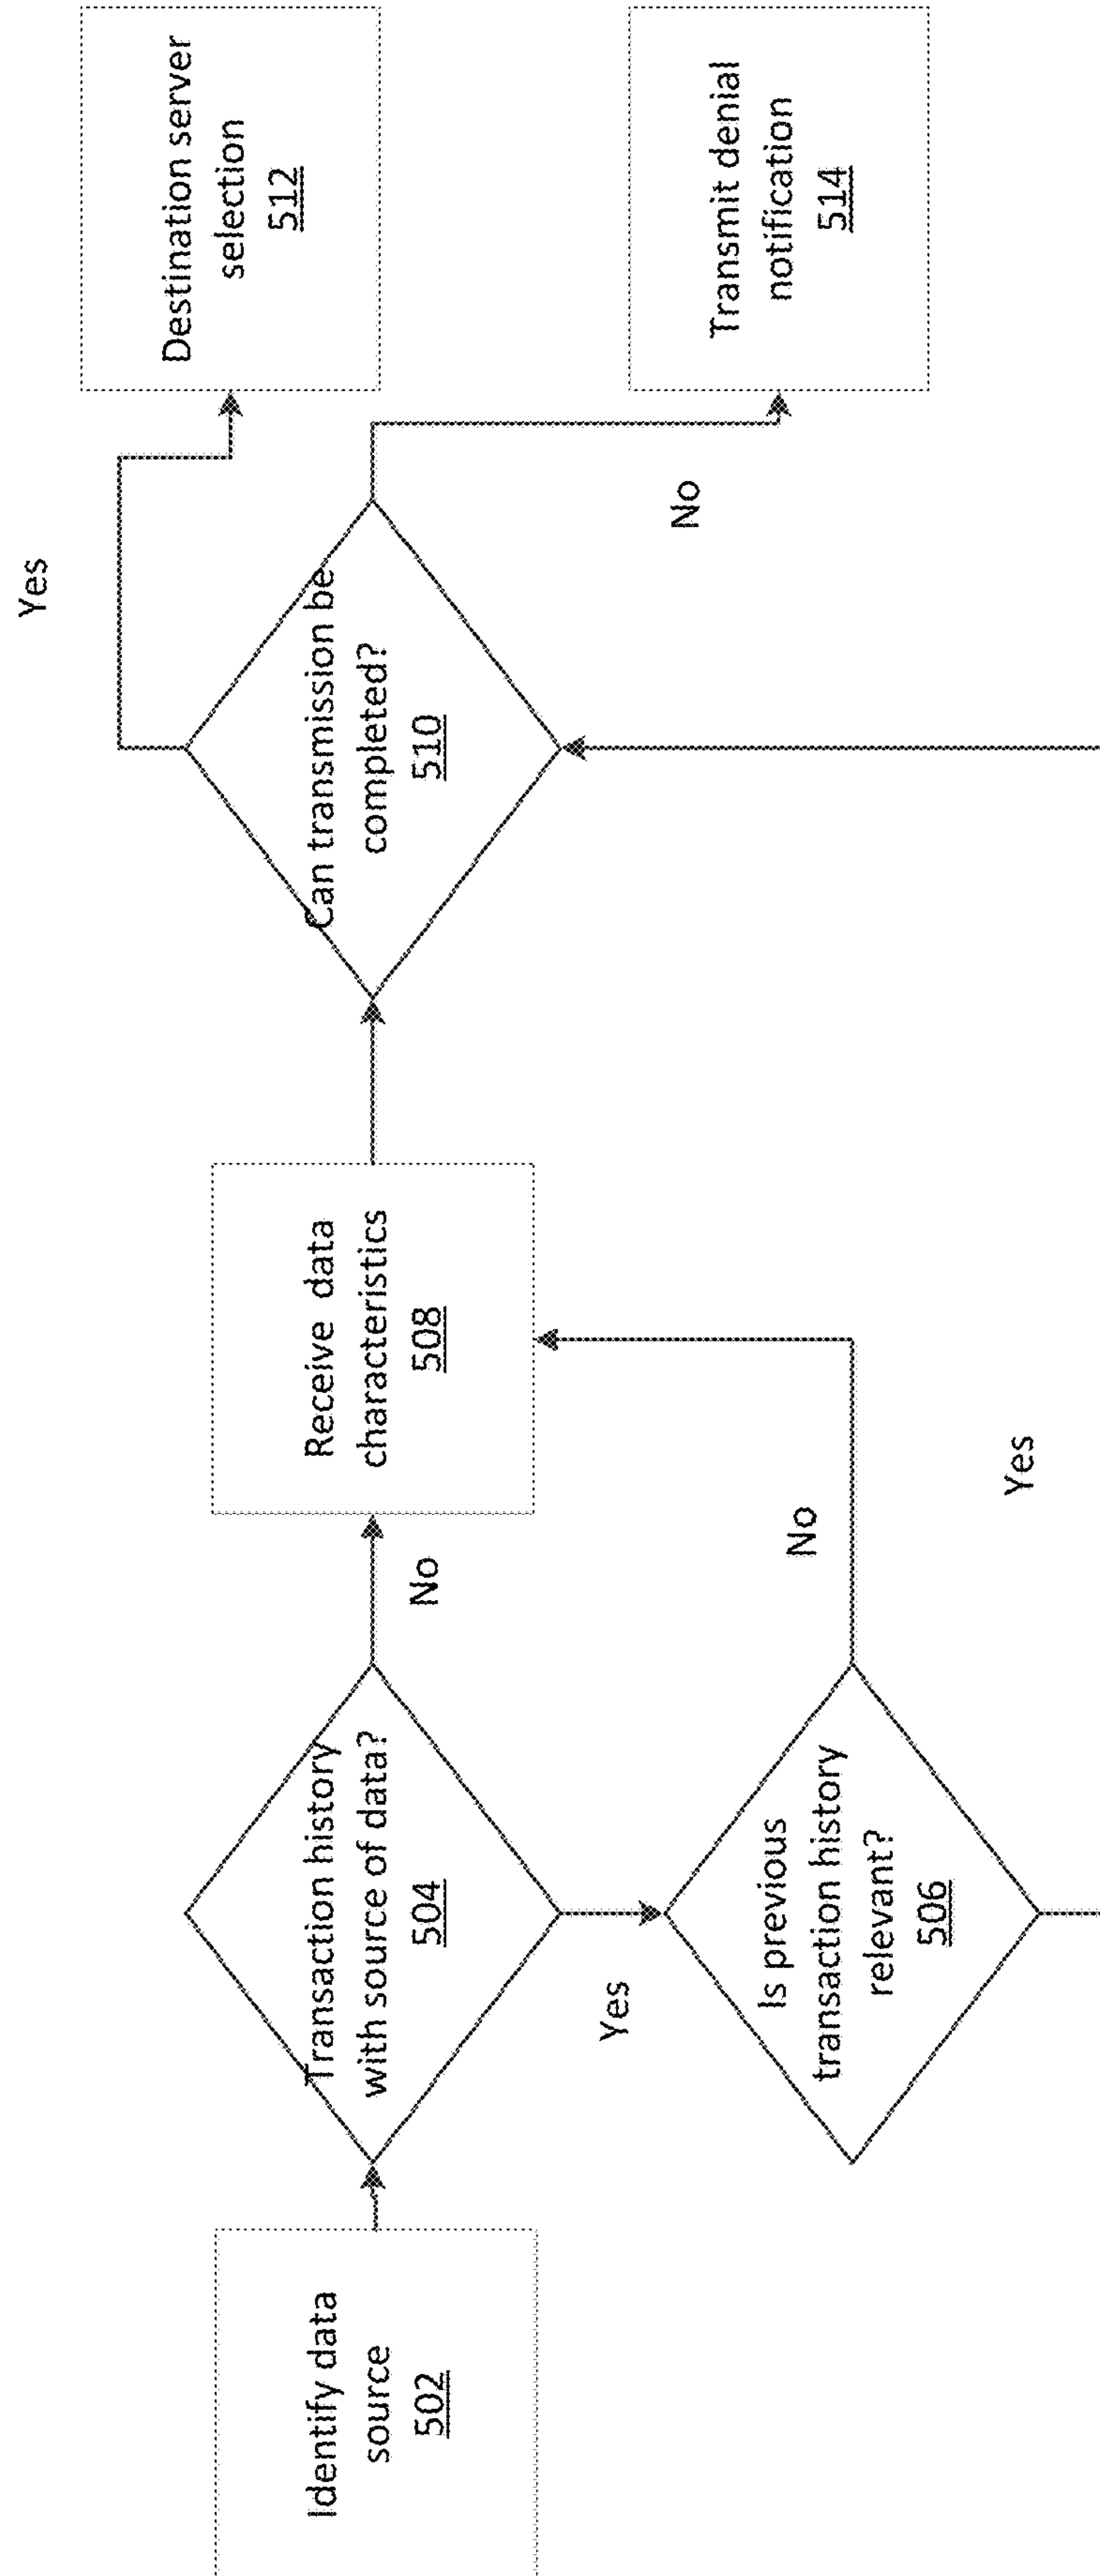 Identify data
source
502
Transaction history
with source of data?
504
No
Yes
Is previous
transaction history
relevant?
506
No
Yes
Receive data
characteristics
508
Can transmission be
completed?
510
Yes
No
Destination server
selection
512
Transmit denial
notification
514